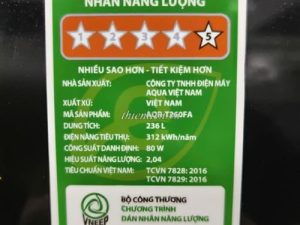 NHÃN NĂNG LƯỢNG
1 2 3 4 5
NHIỀU SAO HƠN - TIẾT KIỆM HƠN
NHÀ SẢN XUẤT: CÔNG TY TNHH ĐIỆN MÁY
AQUA VIỆT NAM
XUẤT XỨ: VIỆT NAM
MÃ SẢN PHẨM: AQR-T260FA
DUNG TÍCH: 236 L
ĐIỆN NĂNG TIÊU THỤ: 312 kWh/năm
CÔNG SUẤT DANH ĐỊNH: 80 W
HIỆU SUẤT NĂNG LƯỢNG: 2,04
TIÊU CHUẨN VIỆT NAM: TCVN 7828: 2016
TCVN 7829: 2016
VNEEP
BỘ CÔNG THƯƠNG
CHƯƠNG TRÌNH
DÁN NHÃN NĂNG LƯỢNG